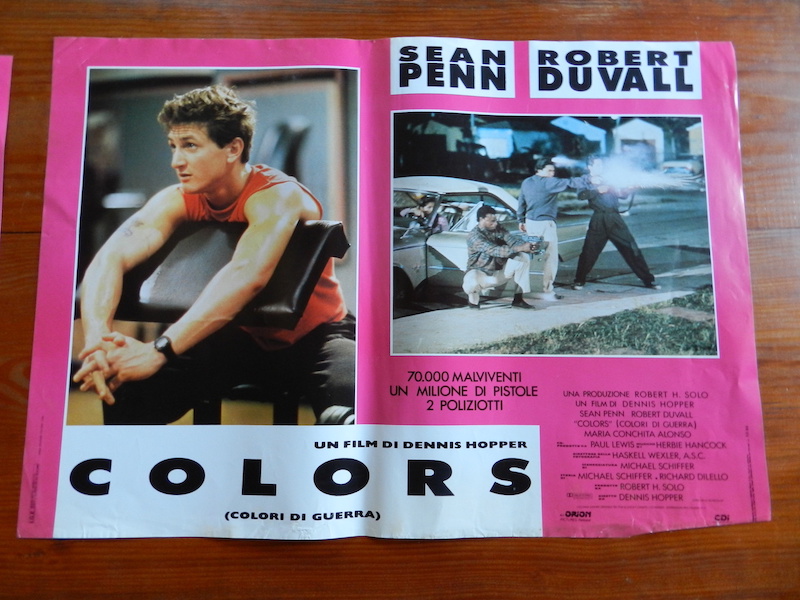 SEAN
PENN
ROBERT
DUVALL
70.000 MALVIVENTI
UN MILIONE DI PISTOLE
2 POLIZIOTTI
UN FILM DI DENNIS HOPPER
COLORS
(COLORI DI GUERRA)
UNA PRODUZIONE ROBERT H. SOLO
UN FILM DI DENNIS HOPPER
SEAN PENN ROBERT DUVALL
"COLORS" (COLORI DI GUERRA)
MARIA CONCHITA ALONSO
PAUL LEWIS HERBIE HANCOCK
HASKELL WEXLER, A.S.C.
MICHAEL SCHIFFER
MICHAEL SCHIFFER E RICHARD DILELLO
ROBERT H. SOLO
DENNIS HOPPER
ORION
CDI